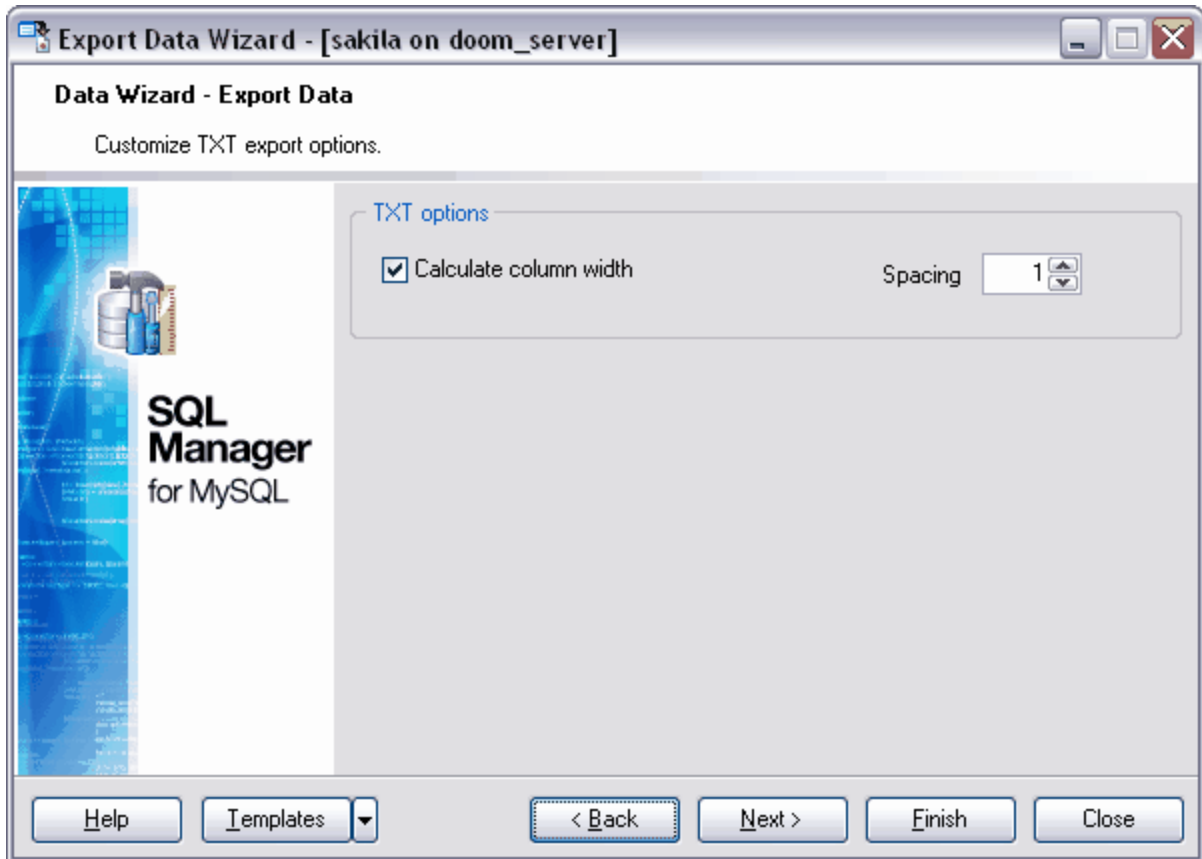 Export Data Wizard - [sakila on doom_server]
Data Wizard - Export Data
Customize TXT export options.
TXT options
Calculate column width
Spacing
1
SQL
Manager
for MySQL
Help
Templates
< Back
Next >
Finish
Close